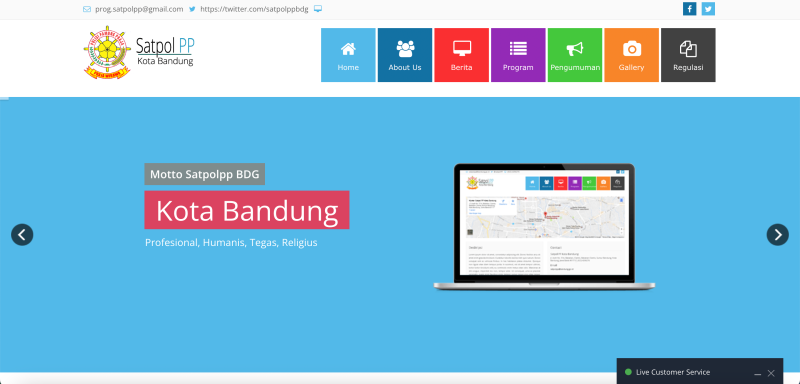 prog.satpolpp@gmail.com https://twitter.com/satpolppbdg
Satpol PP
Kota Bandung
Home About Us Berita Program Pengumuman Gallery Regulasi
Motto Satpolpp BDG
Kota Bandung
Profesional, Humanis, Tegas, Religius
Live Customer Service